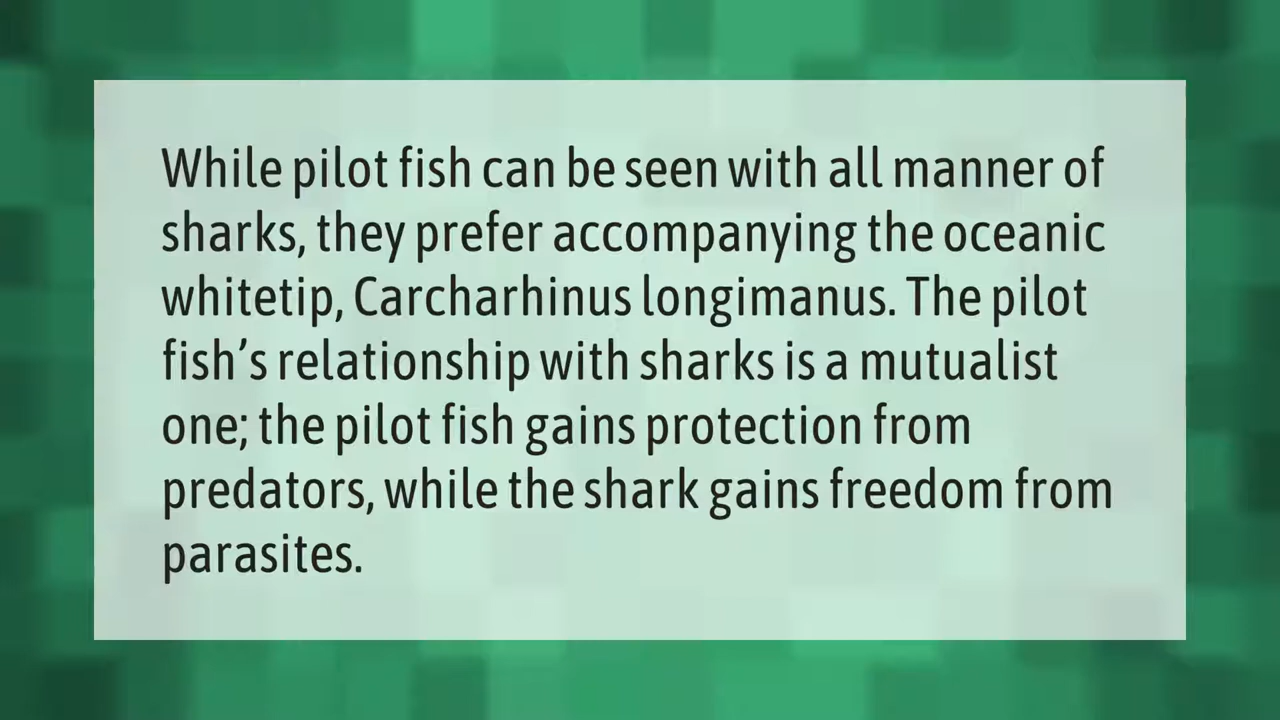 While pilot fish can be seen with all manner of
sharks, they prefer accompanying the oceanic
whitetip, Carcharhinus longimanus. The pilot
fish’s relationship with sharks is a mutualist
one; the pilot fish gains protection from
predators, while the shark gains freedom from
parasites.